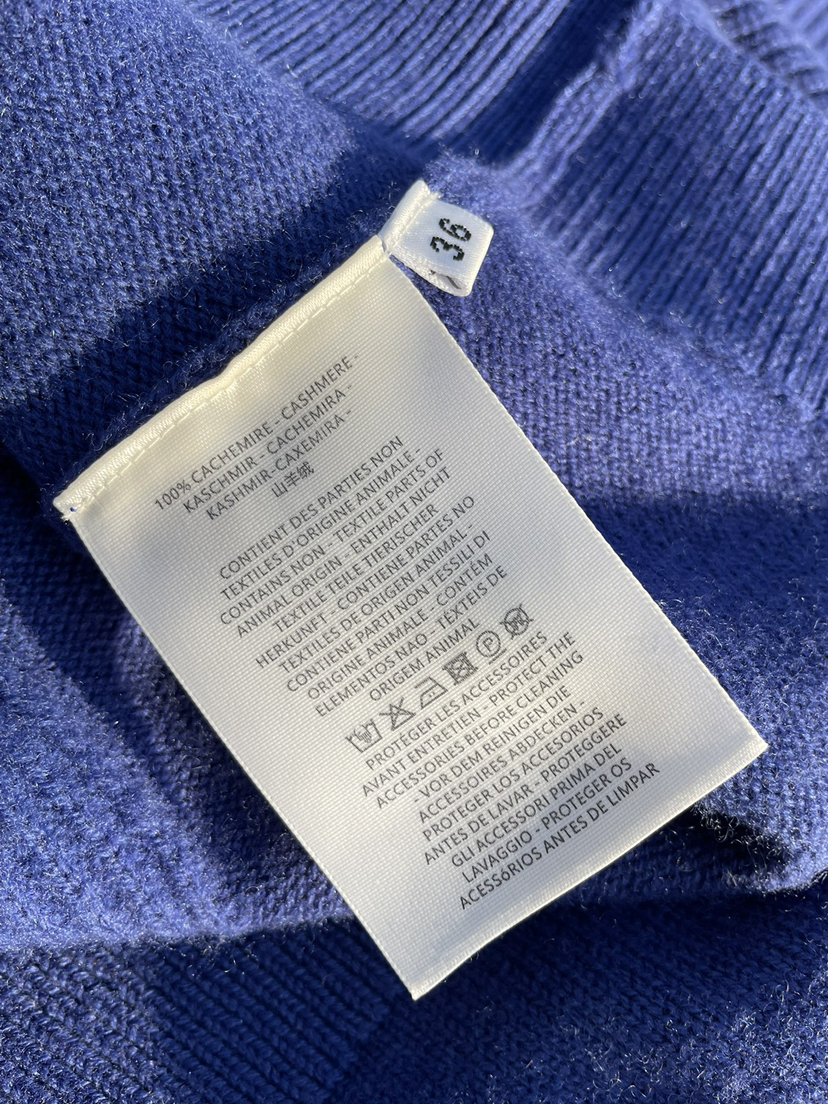 36
100% CACHEMIRE - CASHMERE -
KASCHMIR - CACHEMIRA -
KASHMIR-CAXEMIRA -
山羊绒
CONTIENT DES PARTIES NON
TEXTILES D'ORIGINE ANIMALE -
CONTAINS NON - TEXTILE PARTS OF
ANIMAL ORIGIN - ENTHALT NICHT
TEXTILE TEILE TIERISCHER
HERKUNFT - CONTIENE PARTES NO
TEXTILES DE ORIGEN ANIMAL -
CONTIENE PARTI NON TESSILI DI
ORIGINE ANIMALE - CONTÉM
ELEMENTOS NAO - TÈXTEIS DE
ORIGEM ANIMAL
P
PROTÉGER LES ACCESSOIRES
AVANT ENTRETIEN - PROTECT THE
ACCESSORIES BEFORE CLEANING
- VOR DEM REINIGEN DIE
ACCESSOIRES ABDECKEN -
PROTEGER LOS ACCESORIOS
ANTES DE LAVAR - PROTEGGERE
GLI ACCESSORI PRIMA DEL
LAVAGGIO - PROTEGER OS
ACESSóRIOS ANTES DE LIMPAR